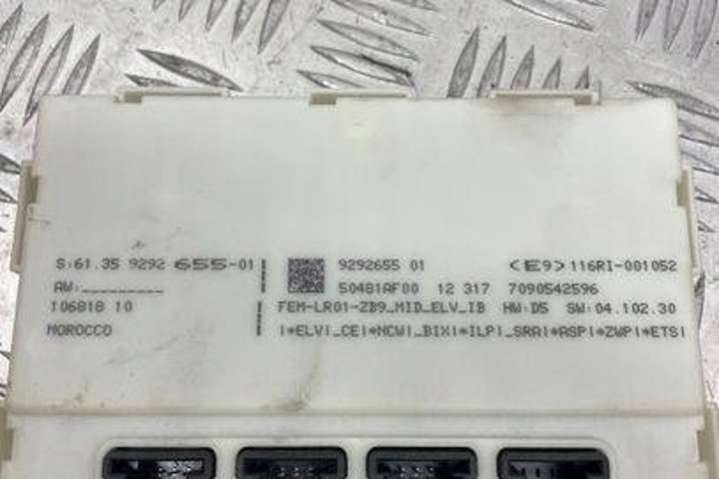 S:61.35 9292 655-01
AW:_________
106818 10
MOROCCO
9292655 01 <E9>116RI-001052
50481AF00 12 317 7090542596
FEM-LR01-ZB9_MID_ELV_IB HW:D5 SW:04.102.30
|*ELV|_CE|*NCW|_BIX|*ILP|_SRA|*ASP|*ZWP|*ETS|